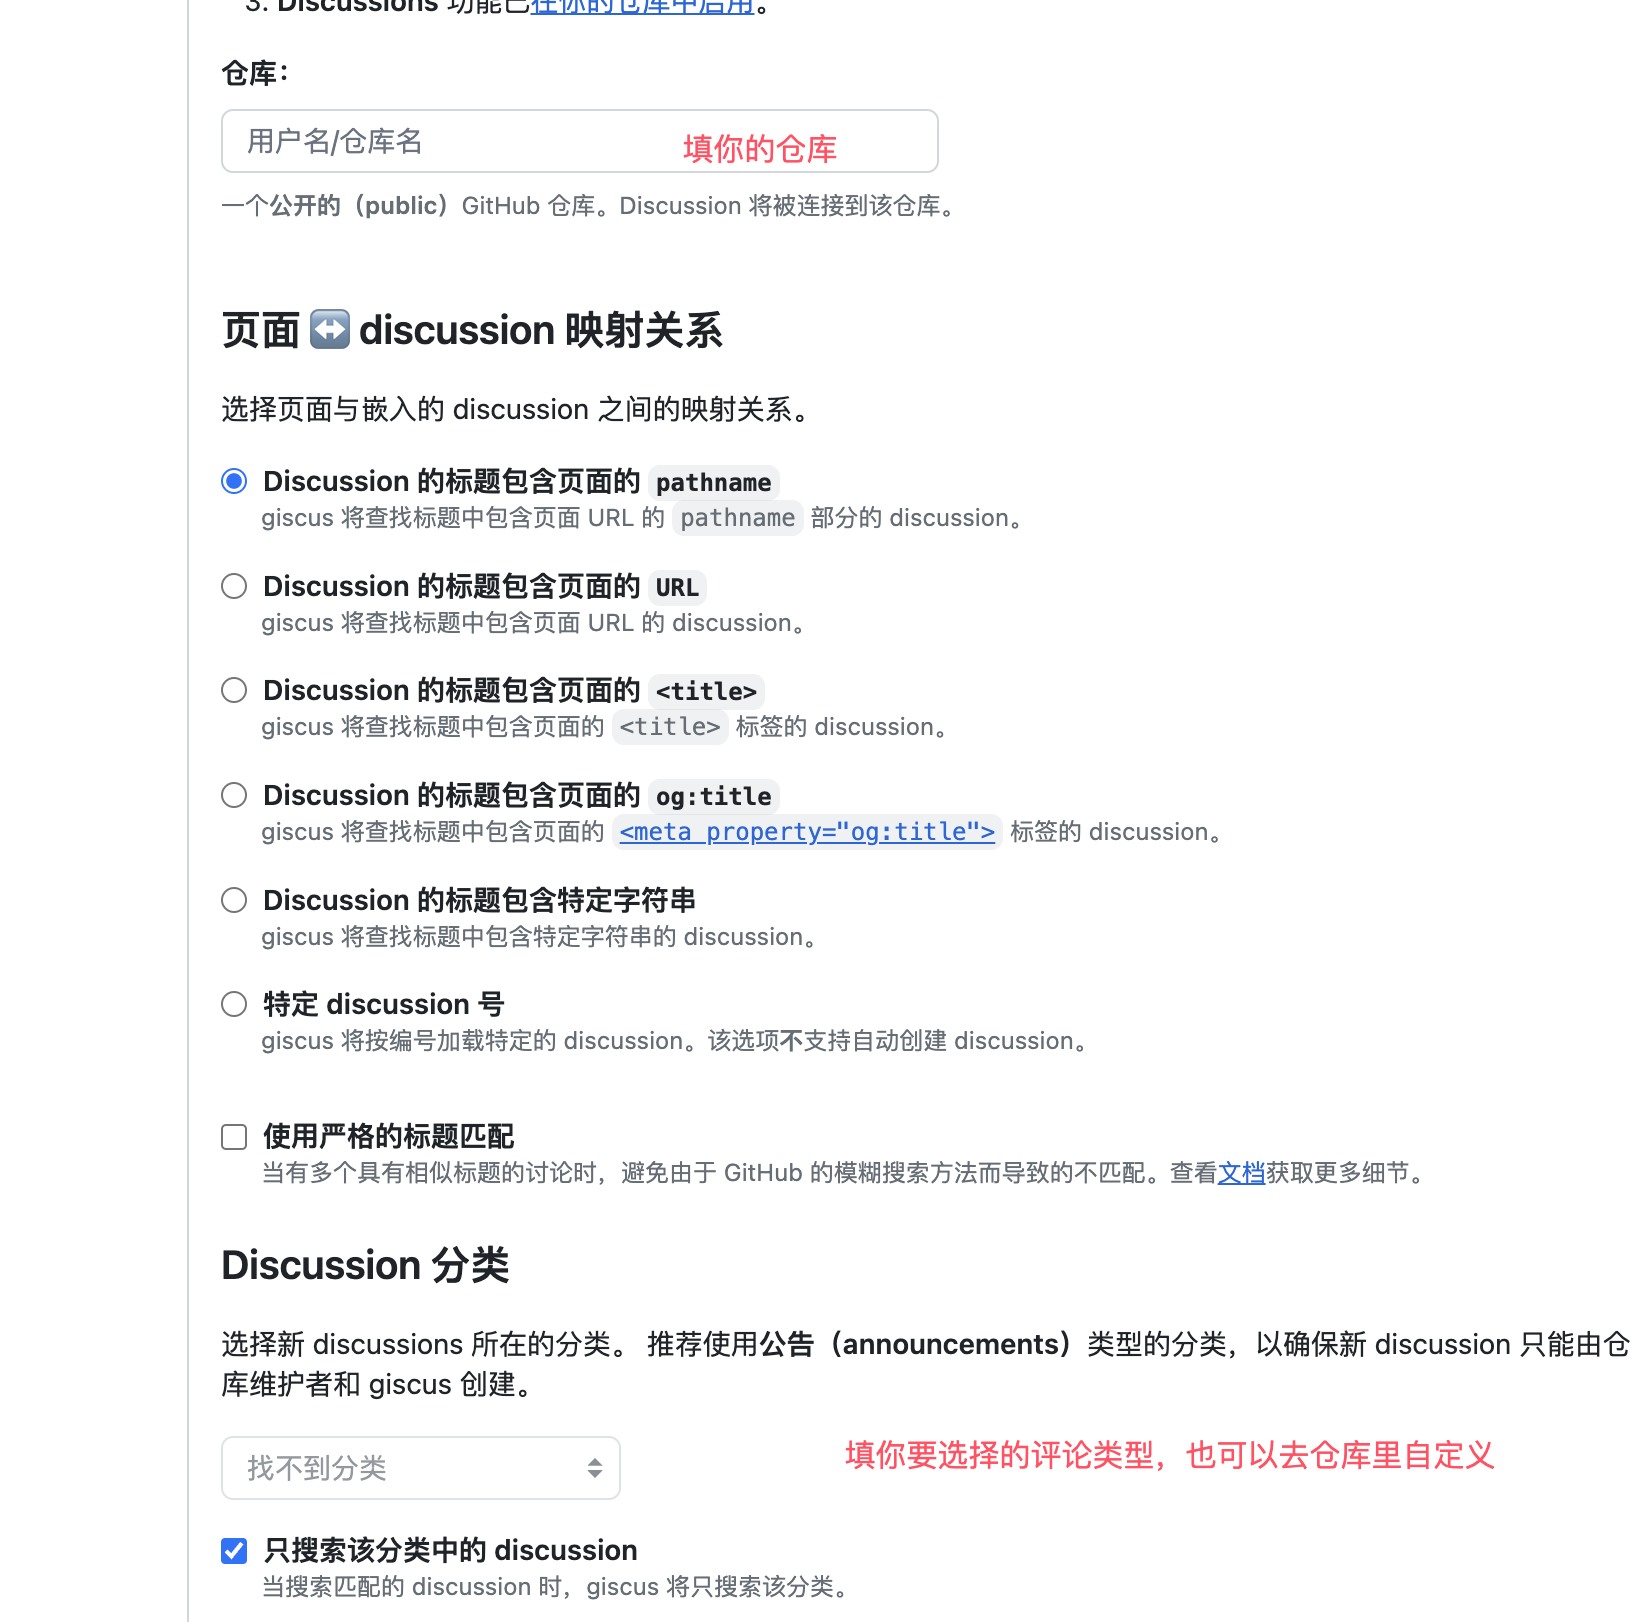 3. Discussions 功能已在你的仓库中启用。
仓库：
用户名/仓库名
填你的仓库
一个公开的（public）GitHub 仓库。Discussion 将被连接到该仓库。
页面 ↔️ discussion 映射关系
选择页面与嵌入的 discussion 之间的映射关系。
Discussion 的标题包含页面的 pathname
giscus 将查找标题中包含页面 URL 的 pathname 部分的 discussion。
Discussion 的标题包含页面的 URL
giscus 将查找标题中包含页面 URL 的 discussion。
Discussion 的标题包含页面的 <title>
giscus 将查找标题中包含页面的 <title> 标签的 discussion。
Discussion 的标题包含页面的 og:title
giscus 将查找标题中包含页面的 <meta property="og:title"> 标签的 discussion。
Discussion 的标题包含特定字符串
giscus 将查找标题中包含特定字符串的 discussion。
特定 discussion 号
giscus 将按编号加载特定的 discussion。该选项不支持自动创建 discussion。
使用严格的标题匹配
当有多个具有相似标题的讨论时，避免由于 GitHub 的模糊搜索方法而导致的不匹配。查看文档获取更多细节。
Discussion 分类
选择新 discussions 所在的分类。 推荐使用公告（announcements）类型的分类，以确保新 discussion 只能由仓
库维护者和 giscus 创建。
找不到分类
填你要选择的评论类型，也可以去仓库里自定义
只搜索该分类中的 discussion
当搜索匹配的 discussion 时，giscus 将只搜索该分类。